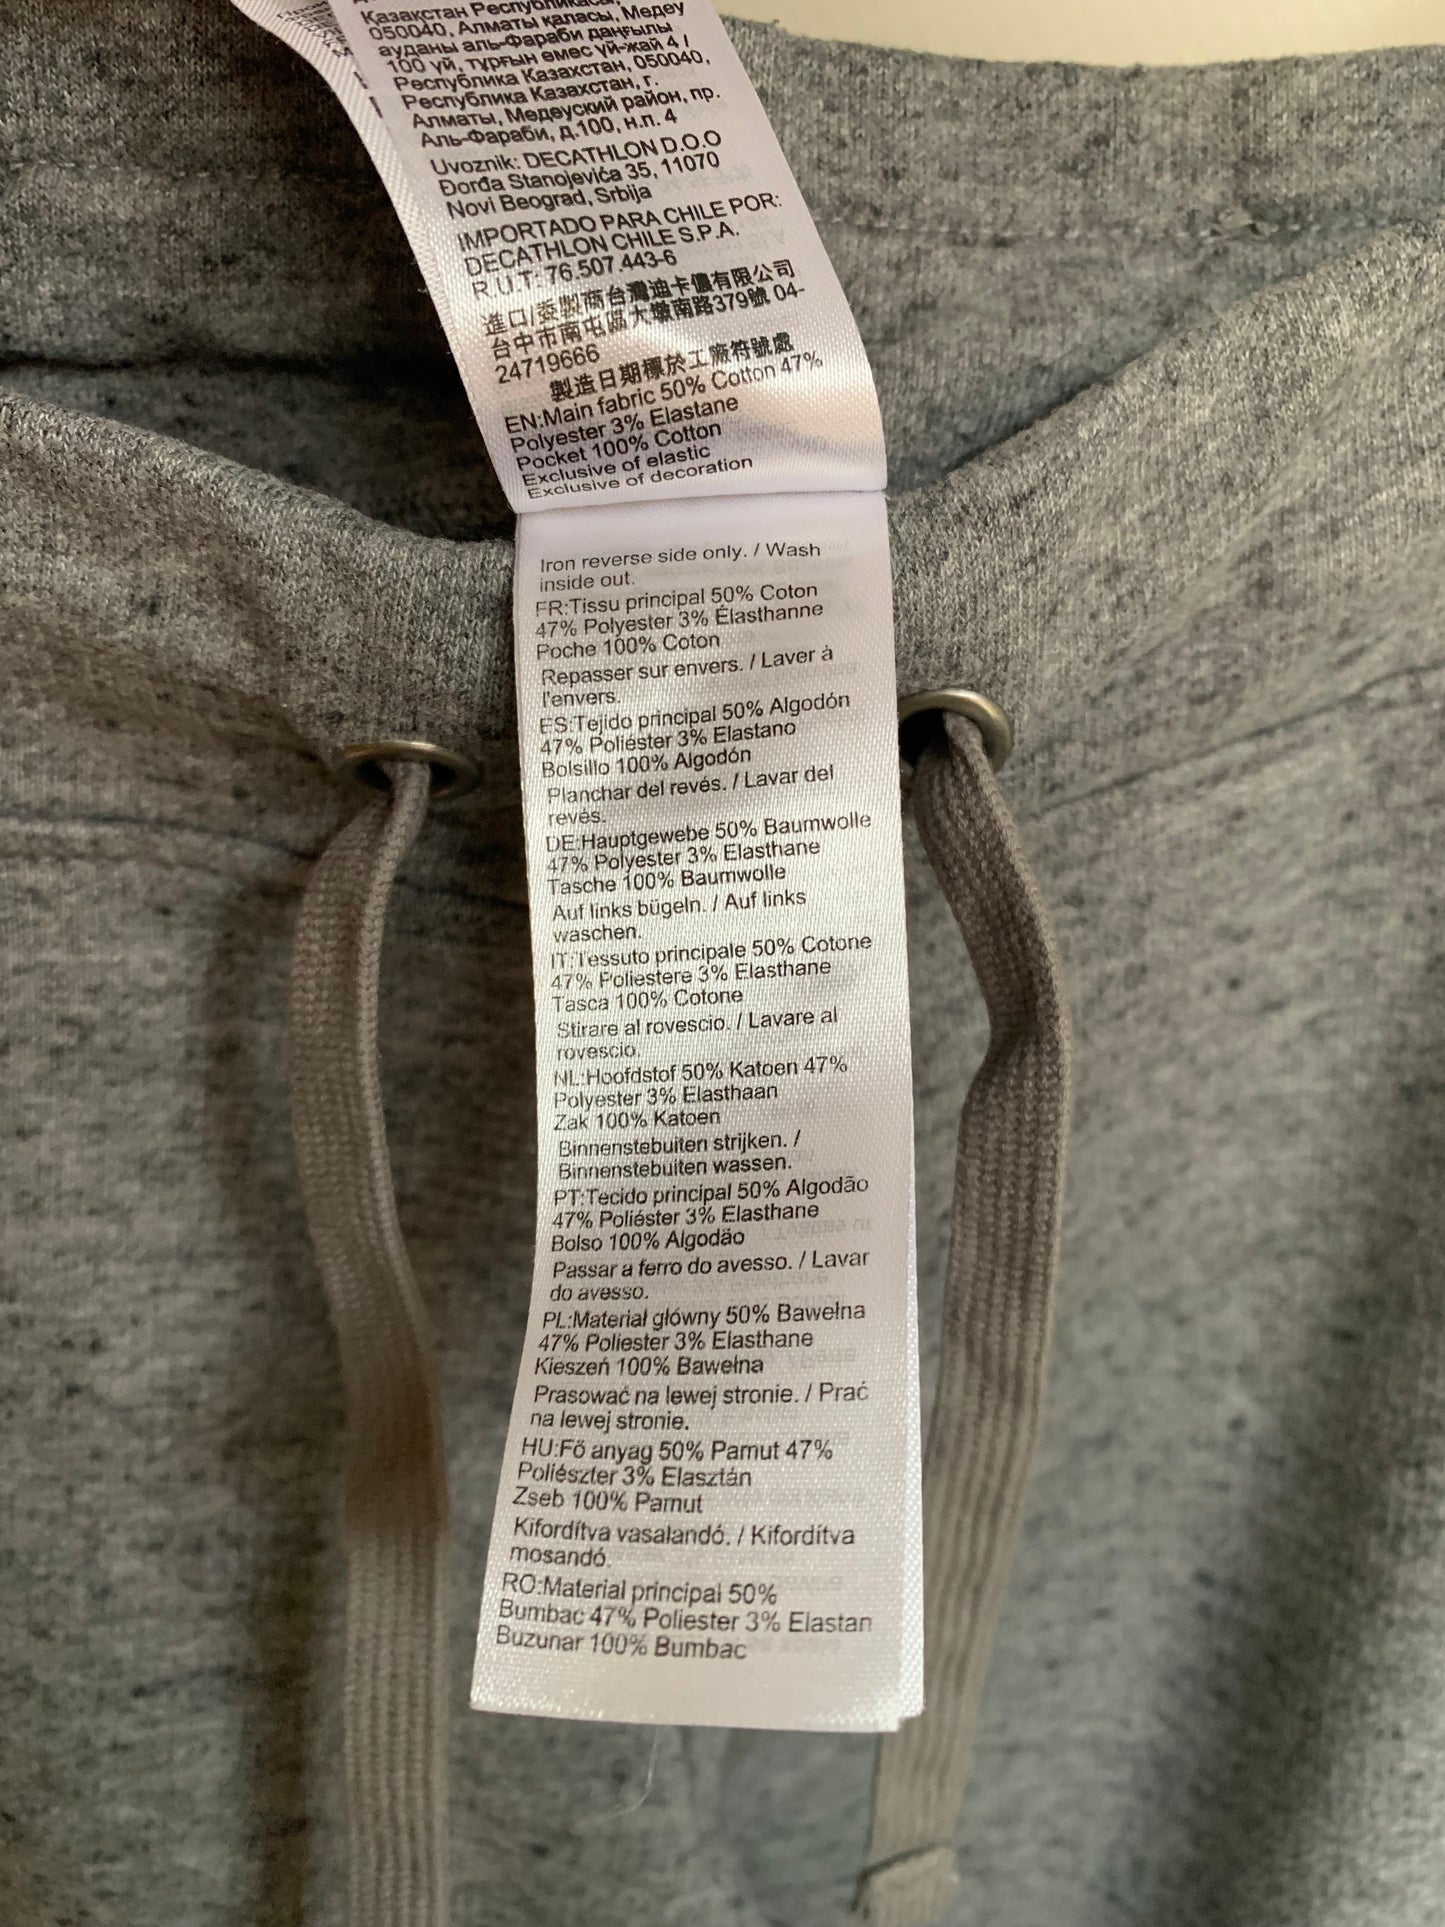 Қазақстан Республикасы,
050040, Алматы қаласы, Медеу
ауданы аль-Фараби даңғылы
100 үй, тұрғын емес үй-жай 4 /
Республика Казахстан, 050040,
Республика Казахстан, г.
Алматы, Медеуский район, пр.
Аль-Фараби, д.100, н.п. 4
Uvoznik: DECATHLON D.O.O
Đorđa Stanojevića 35, 11070
Novi Beograd, Srbija
IMPORTADO PARA CHILE POR:
DECATHLON CHILE S.P.A.
R.U.T: 76.507.443-6
進口/委製商台灣迪卡儂有限公司
台中市南屯區大墩南路379號 04-
24719666
製造日期標於工廠符號處
EN:Main fabric 50% Cotton 47%
Polyester 3% Elastane
Pocket 100% Cotton
Exclusive of elastic
Exclusive of decoration
Iron reverse side only. / Wash
inside out.
FR:Tissu principal 50% Coton
47% Polyester 3% Élasthanne
Poche 100% Coton
Repasser sur envers. / Laver à
l'envers.
ES:Tejido principal 50% Algodón
47% Poliéster 3% Elastano
Bolsillo 100% Algodón
Planchar del revés. / Lavar del
revés.
DE:Hauptgewebe 50% Baumwolle
47% Polyester 3% Elasthane
Tasche 100% Baumwolle
Auf links bügeln. / Auf links
waschen.
IT:Tessuto principale 50% Cotone
47% Poliestere 3% Elasthane
Tasca 100% Cotone
Stirare al rovescio. / Lavare al
rovescio.
NL:Hoofdstof 50% Katoen 47%
Polyester 3% Elasthaan
Zak 100% Katoen
Binnenstebuiten strijken. /
Binnenstebuiten wassen.
PT:Tecido principal 50% Algodão
47% Poliéster 3% Elasthane
Bolso 100% Algodão
Passar a ferro do avesso. / Lavar
do avesso.
PL:Materiał główny 50% Bawełna
47% Poliester 3% Elasthane
Kieszeń 100% Bawełna
Prasować na lewej stronie. / Prać
na lewej stronie.
HU:Fő anyag 50% Pamut 47%
Poliészter 3% Elasztán
Zseb 100% Pamut
Kifordítva vasalandó. / Kifordítva
mosandó.
RO:Material principal 50%
Bumbac 47% Poliester 3% Elastan
Buzunar 100% Bumbac